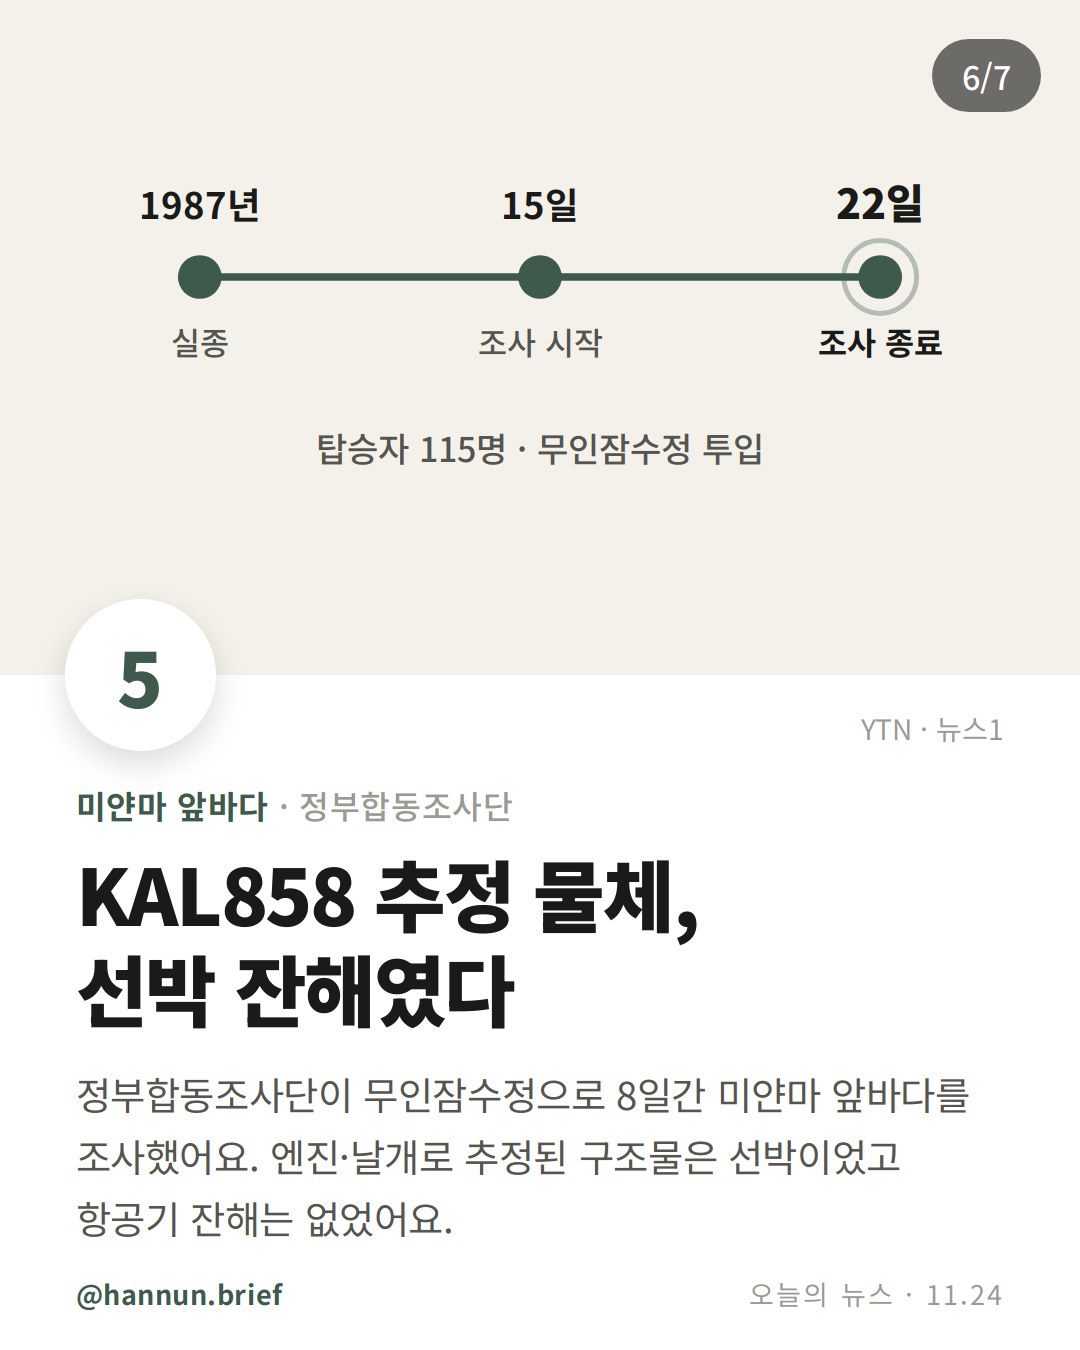 6/7
1987년
15일
22일
실종
조사 시작
조사 종료
탑승자 115명 · 무인잠수정 투입
5
YTN · 뉴스1
미얀마 앞바다 · 정부합동조사단
KAL858 추정 물체,
선박 잔해였다
정부합동조사단이 무인잠수정으로 8일간 미얀마 앞바다를
조사했어요. 엔진·날개로 추정된 구조물은 선박이었고
항공기 잔해는 없었어요.
@hannun.brief
오늘의 뉴스 · 11.24